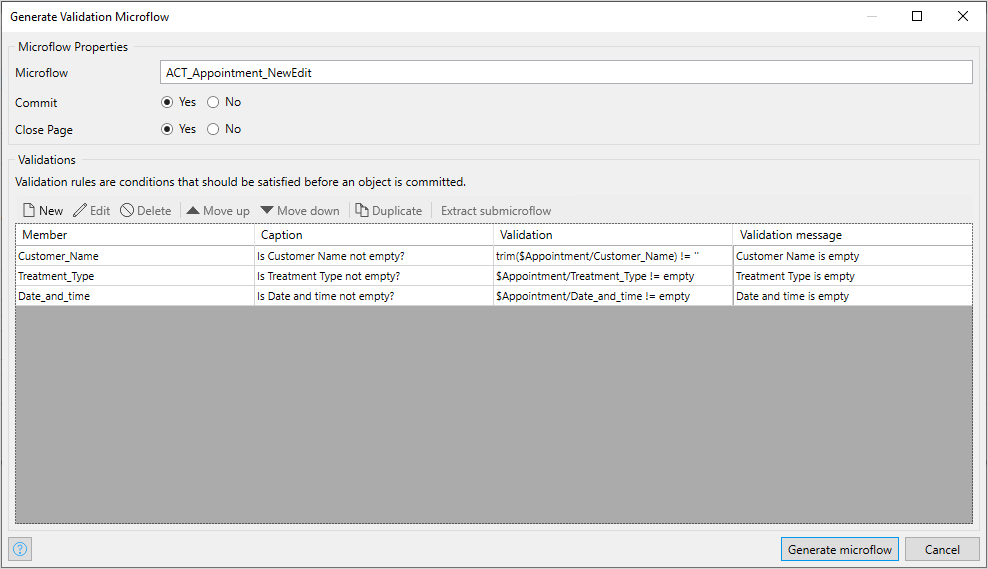 Generate Validation Microflow
Microflow Properties
Microflow ACT_Appointment_NewEdit
Commit Yes No
Close Page Yes No
Validations
Validation rules are conditions that should be satisfied before an object is committed.
New Edit Delete Move up Move down Duplicate Extract submicroflow
Member Caption Validation Validation message
Customer_Name Is Customer Name not empty? trim($Appointment/Customer_Name) != '' Customer Name is empty
Treatment_Type Is Treatment Type not empty? $Appointment/Treatment_Type != empty Treatment Type is empty
Date_and_time Is Date and time not empty? $Appointment/Date_and_time != empty Date and time is empty
? Generate microflow Cancel